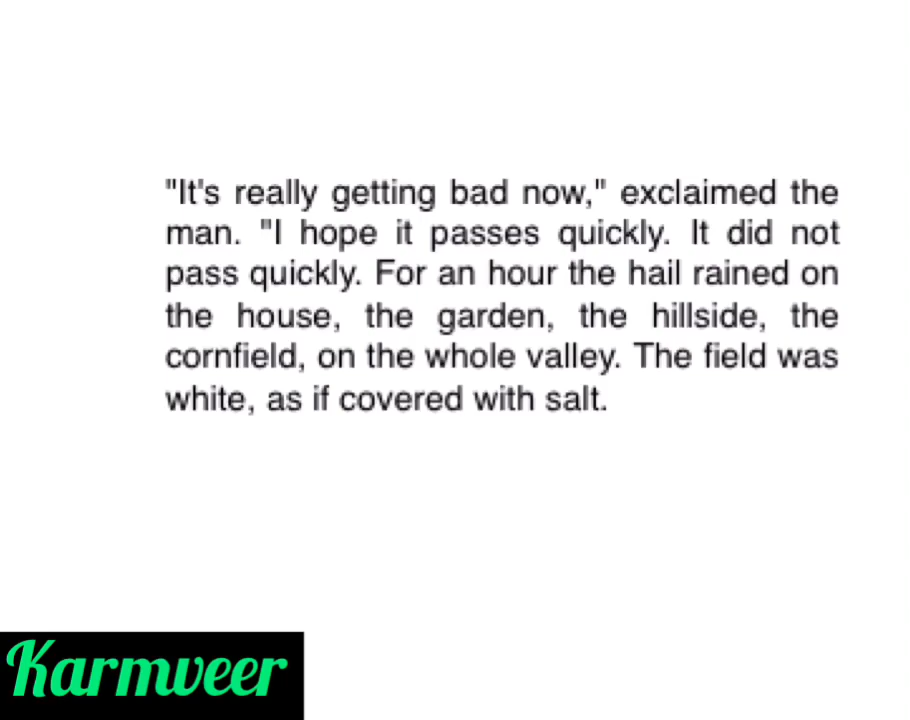 "It's really getting bad now," exclaimed the
man. "I hope it passes quickly. It did not
pass quickly. For an hour the hail rained on
the house, the garden, the hillside, the
cornfield, on the whole valley. The field was
white, as if covered with salt.
Karmveer